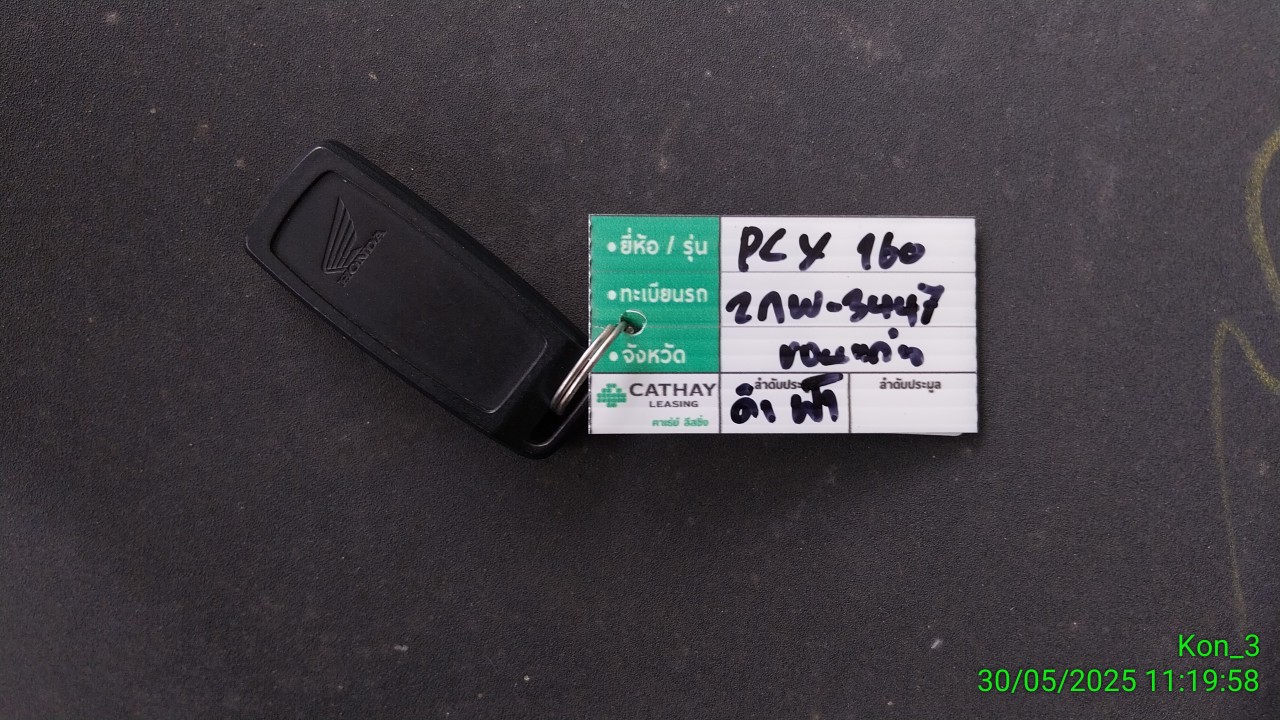 HONDA
•ยี่ห้อ / รุ่น PCX 160
•ทะเบียนรถ 2กพ-3447
•จังหวัด ขอนแก่น
CATHAY
LEASING
คาเธ่ย์ ลีสซิ่ง
ลำดับประ
ดำ ฟ้า
ลำดับประมูล
Kon_3
30/05/2025 11:19:58